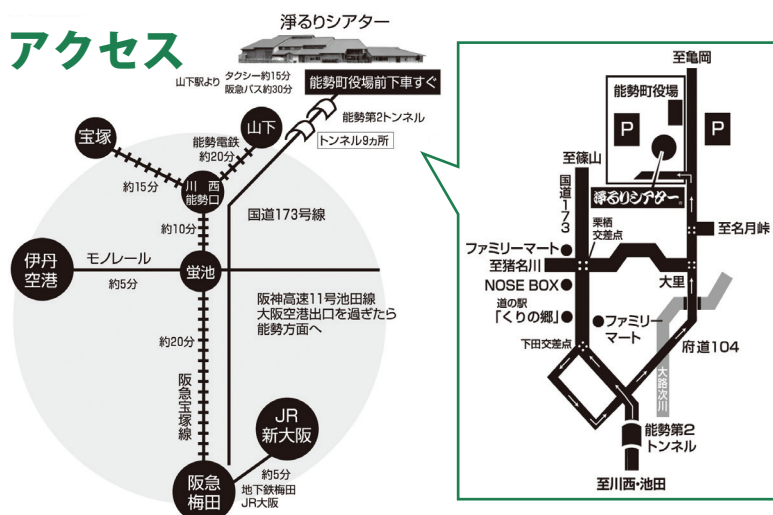 アクセス
浄るりシアター
山下駅より
タクシー約15分
阪急バス約30分
能勢町役場前下車すぐ
能勢第2トンネル
トンネル9ヵ所
宝塚
山下
能勢電鉄
約20分
約15分
川西
能勢口
国道173号線
約10分
伊丹
空港
モノレール
約5分
蛍池
阪神高速11号池田線
大阪空港出口を過ぎたら
能勢方面へ
約20分
阪急宝塚線
JR
新大阪
約5分
地下鉄梅田
JR大阪
阪急
梅田
至亀岡
能勢町役場
P
P
至篠山
国道173
浄るりシアター
栗栖
交差点
至名月峠
ファミリーマート
至猪名川
大里
NOSE BOX
道の駅
「くりの郷」
ファミリー
マート
下田交差点
府道104
大路次川
能勢第2
トンネル
至川西・池田